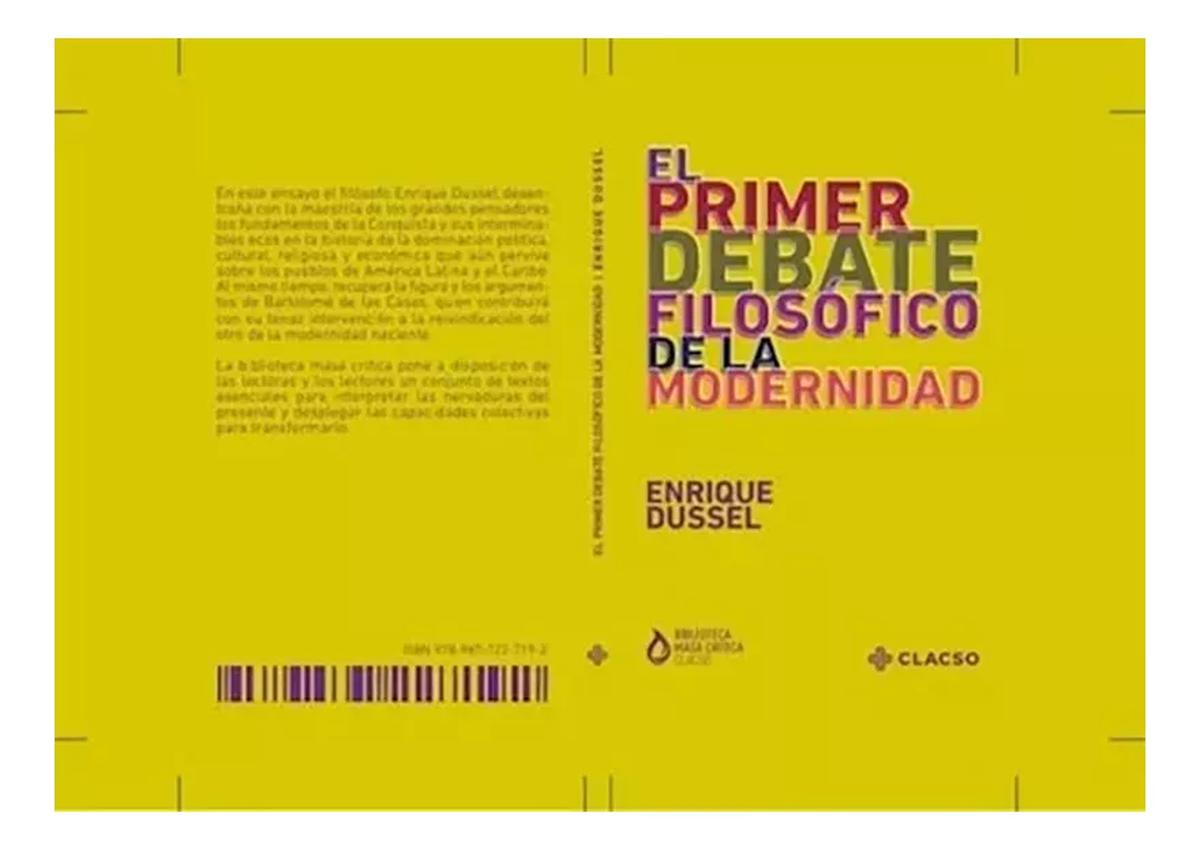 En este ensayo el filósofo Enrique Dussel desen-
traña con la maestría de los grandes pensadores
los fundamentos de la Conquista y sus intermina-
bles ecos en la historia de la dominación política,
cultural, religiosa y económica que aún pervive
sobre los pueblos de América Latina y el Caribe.
Al mismo tiempo, recupera la figura y los argumen-
tos de Bartolomé de las Casas, quien contribuirá
con su tenaz intervención a la reivindicación del
otro de la modernidad naciente.
La biblioteca masa crítica pone a disposición de
las lectoras y los lectores un conjunto de textos
esenciales para interpretar las nervaduras del
presente y desplegar las capacidades colectivas
para transformarlo.
ISBN 978-987-722-719-2
EL PRIMER DEBATE FILOSÓFICO DE LA MODERNIDAD | ENRIQUE DUSSEL
EL
PRIMER
DEBATE
FILOSÓFICO
DE LA
MODERNIDAD
ENRIQUE
DUSSEL
BIBLIOTECA
MASA CRÍTICA
CLACSO
CLACSO